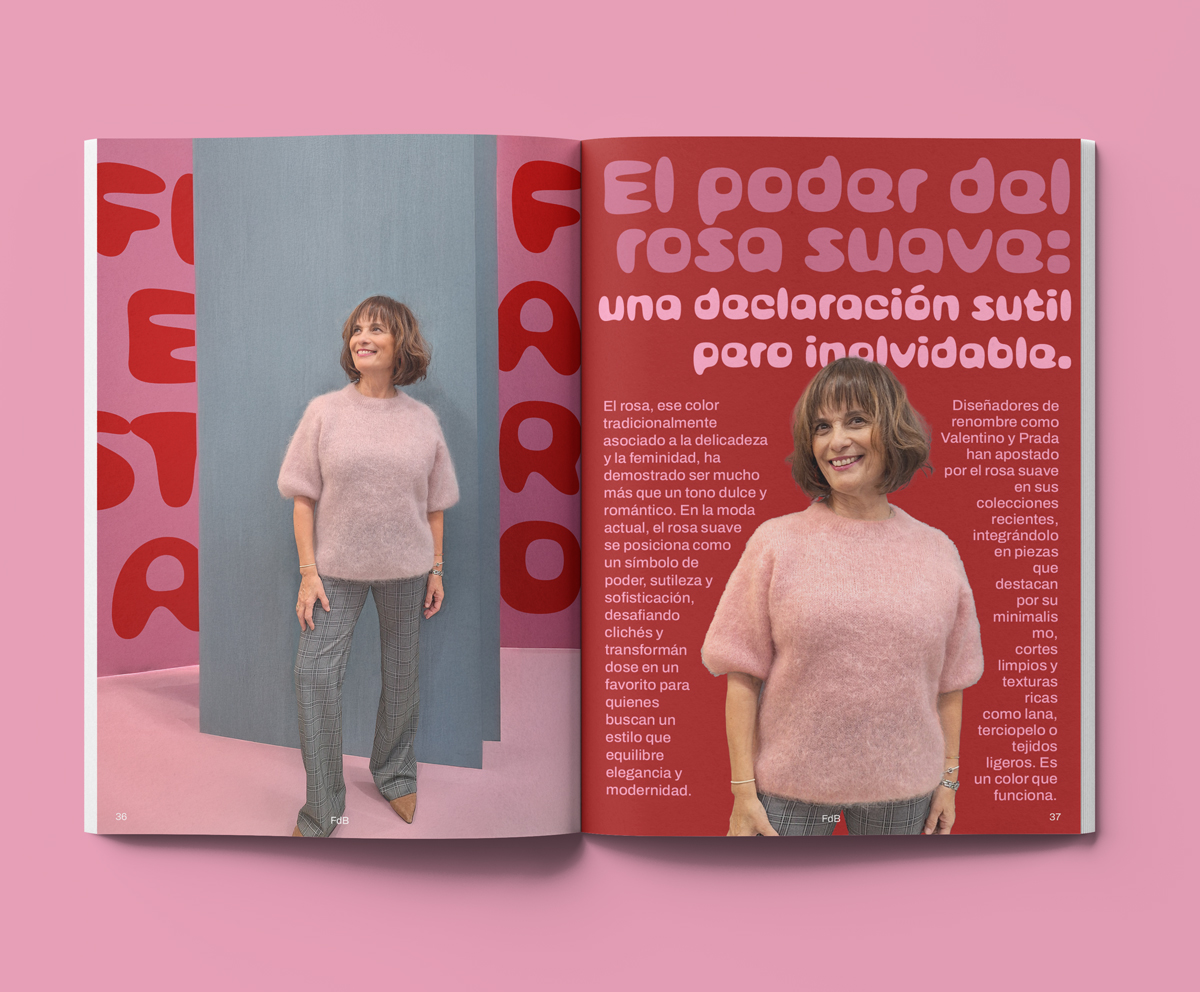 FI
E
ST
A
F
A
R
O
36
FdB
El poder del
rosa suave:
una declaración sutil
pero inolvidable.
El rosa, ese color
tradicionalmente
asociado a la delicadeza
y la feminidad, ha
demostrado ser mucho
más que un tono dulce y
romántico. En la moda
actual, el rosa suave
se posiciona como
un símbolo de
poder, sutileza y
sofisticación,
desafiando
clichés y
transformán
dose en un
favorito para
quienes
buscan un
estilo que
equilibre
elegancia y
modernidad.
Diseñadores de
renombre como
Valentino y Prada
han apostado
por el rosa suave
en sus
colecciones
recientes,
integrándolo
en piezas
que
destacan
por su
minimalis
mo,
cortes
limpios y
texturas
ricas
como lana,
terciopelo o
tejidos
ligeros. Es
un color que
funciona.
FdB
37